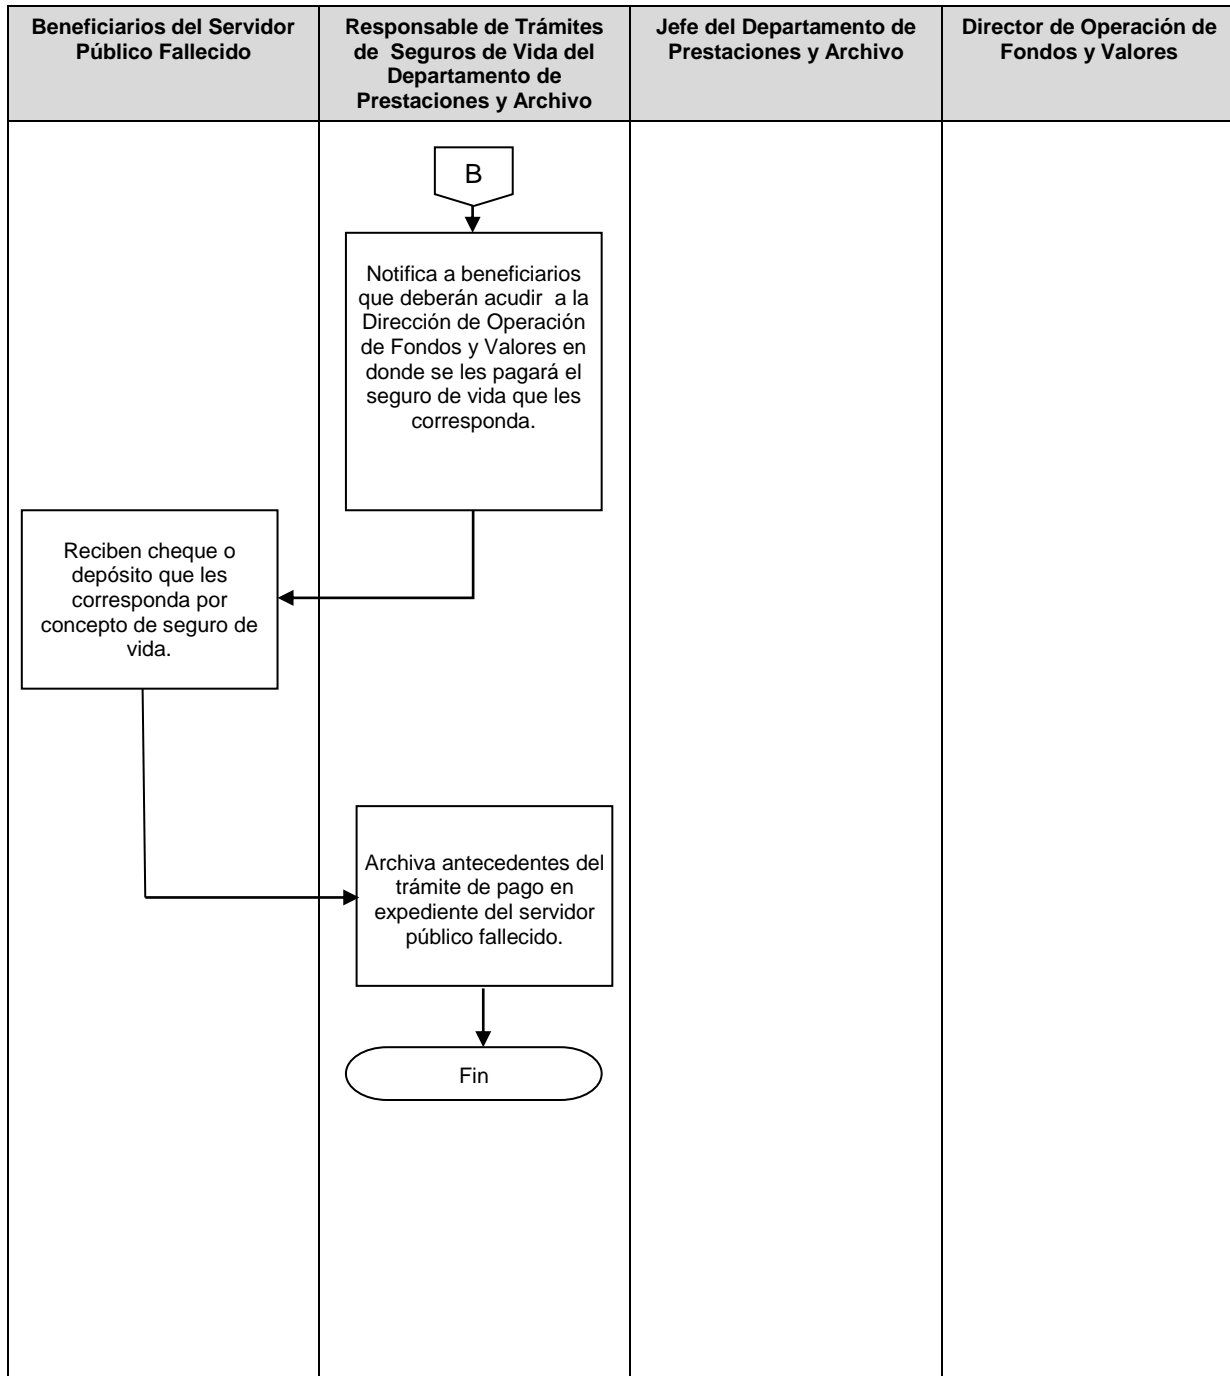 Beneficiarios del Servidor
Público Fallecido
Responsable de Trámites
de Seguros de Vida del
Departamento de
Prestaciones y Archivo
Jefe del Departamento de
Prestaciones y Archivo
Director de Operación de
Fondos y Valores
B
Notifica a beneficiarios
que deberán acudir a la
Dirección de Operación
de Fondos y Valores en
donde se les pagará el
seguro de vida que les
corresponda.
Reciben cheque o
depósito que les
corresponda por
concepto de seguro de
vida.
Archiva antecedentes del
trámite de pago en
expediente del servidor
público fallecido.
Fin